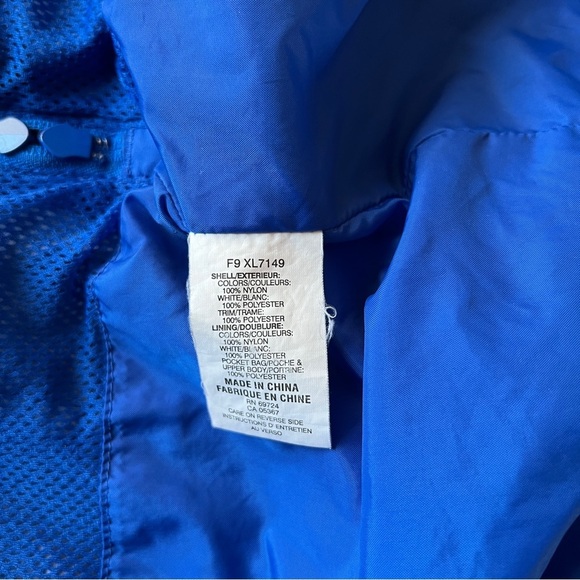 F9 XL7149
SHELL/EXTERIEUR:
COLORS/COULEURS:
100% NYLON
WHITE/BLANC:
100% POLYESTER
TRIM/TRAME:
100% POLYESTER
LINING/DOUBLURE:
COLORS/COULEURS:
100% NYLON
WHITE/BLANC:
100% POLYESTER
POCKET BAG/POCHE &
UPPER BODY/POITRINE:
100% POLYESTER
MADE IN CHINA
FABRIQUE EN CHINE
RN 69724
CA 05367
CARE ON REVERSE SIDE
INSTRUCTIONS D'ENTRETIEN
AU VERSO